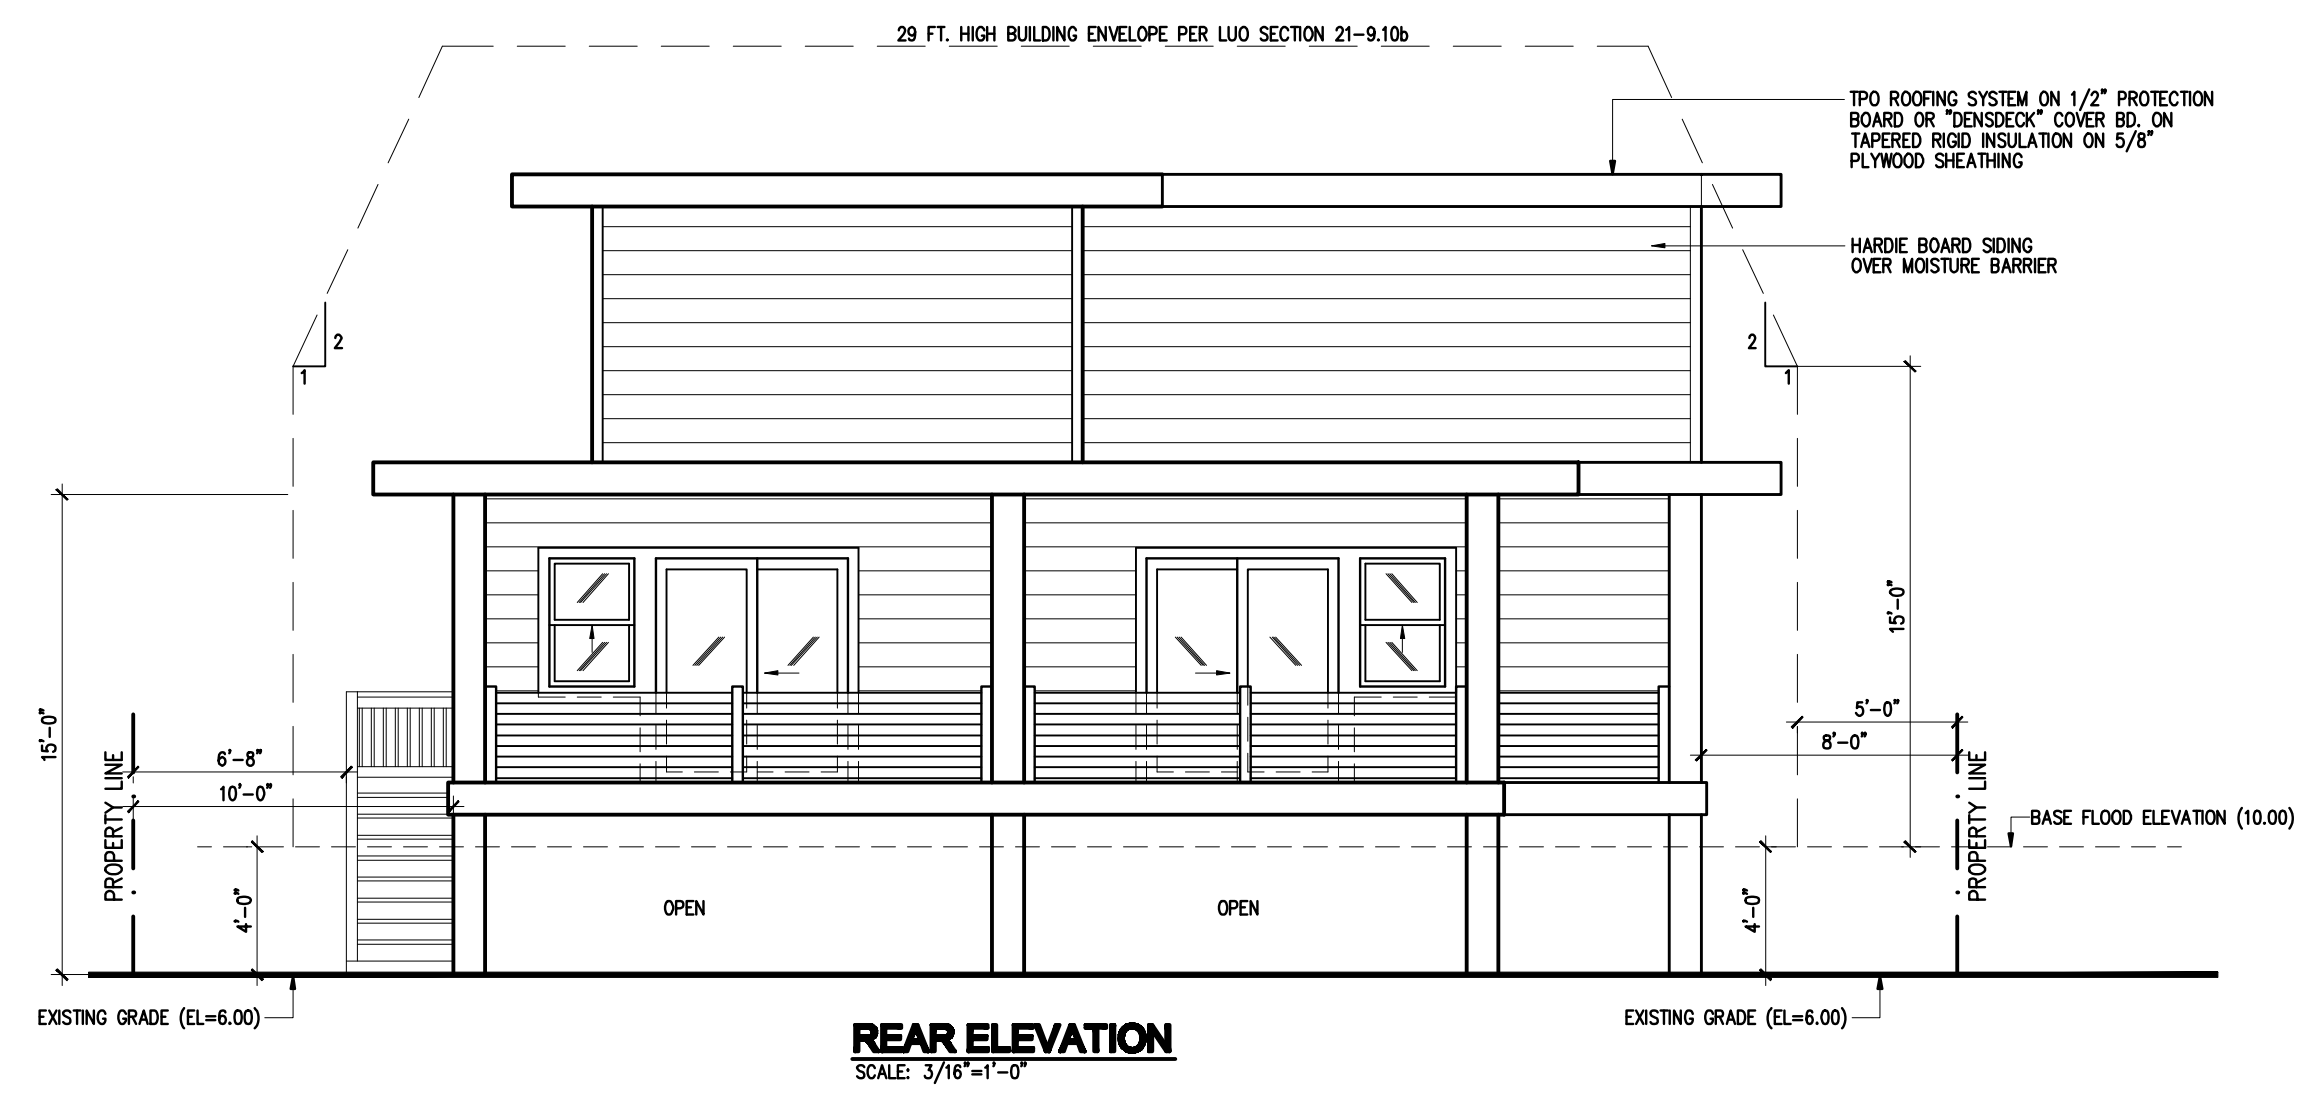 29 FT. HIGH BUILDING ENVELOPE PER LUO SECTION 21-9.10b
TPO ROOFING SYSTEM ON 1/2" PROTECTION
BOARD OR "DENSDECK" COVER BD. ON
TAPERED RIGID INSULATION ON 5/8"
PLYWOOD SHEATHING
HARDIE BOARD SIDING
OVER MOISTURE BARRIER
2
1
2
1
15'-0"
15'-0"
PROPERTY LINE
6'-8"
10'-0"
4'-0"
5'-0"
8'-0"
PROPERTY LINE
BASE FLOOD ELEVATION (10.00)
4'-0"
OPEN
OPEN
EXISTING GRADE (EL=6.00)
EXISTING GRADE (EL=6.00)
REAR ELEVATION
SCALE: 3/16"=1'-0"